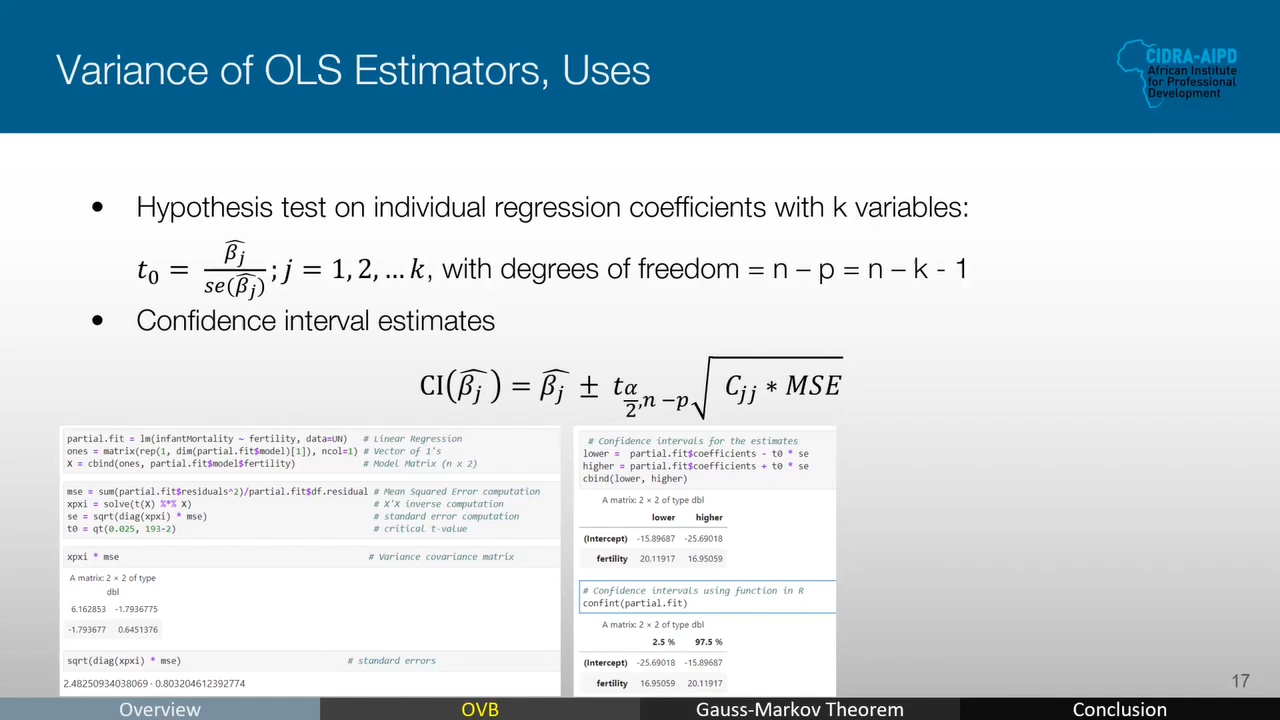 Variance of OLS Estimators, Uses
CIDRA-AIPD
African Institute
for Professional
Development
• Hypothesis test on individual regression coefficients with k variables:
t₀ = β̂ⱼ / se(β̂ⱼ) ; j = 1, 2, … k, with degrees of freedom = n – p = n – k - 1
• Confidence interval estimates
CI(β̂ⱼ) = β̂ⱼ ± t_{α/2, n−p} √(Cⱼⱼ ∗ MSE)
partial.fit = lm(infantMortality ~ fertility, data=UN) # Linear Regression
ones = matrix(rep(1, dim(partial.fit$model)[1]), ncol=1) # Vector of 1's
X = cbind(ones, partial.fit$model$fertility) # Model Matrix (n x 2)
mse = sum(partial.fit$residuals^2)/partial.fit$df.residual # Mean Squared Error computation
xpxi = solve(t(X) %*% X) # X'X inverse computation
se = sqrt(diag(xpxi) * mse) # standard error computation
t0 = qt(0.025, 193-2) # critical t-value
xpxi * mse # Variance covariance matrix
A matrix: 2 × 2 of type
dbl
6.162853 -1.7936775
-1.793677 0.6451376
sqrt(diag(xpxi) * mse) # standard errors
2.48250934038069 · 0.803204612392774
# Confidence intervals for the estimates
lower = partial.fit$coefficients - t0 * se
higher = partial.fit$coefficients + t0 * se
cbind(lower, higher)
A matrix: 2 × 2 of type dbl
lower higher
(Intercept) -15.89687 -25.69018
fertility 20.11917 16.95059
# Confidence intervals using function in R
confint(partial.fit)
A matrix: 2 × 2 of type dbl
2.5 % 97.5 %
(Intercept) -25.69018 -15.89687
fertility 16.95059 20.11917
17
Overview
OVB
Gauss-Markov Theorem
Conclusion